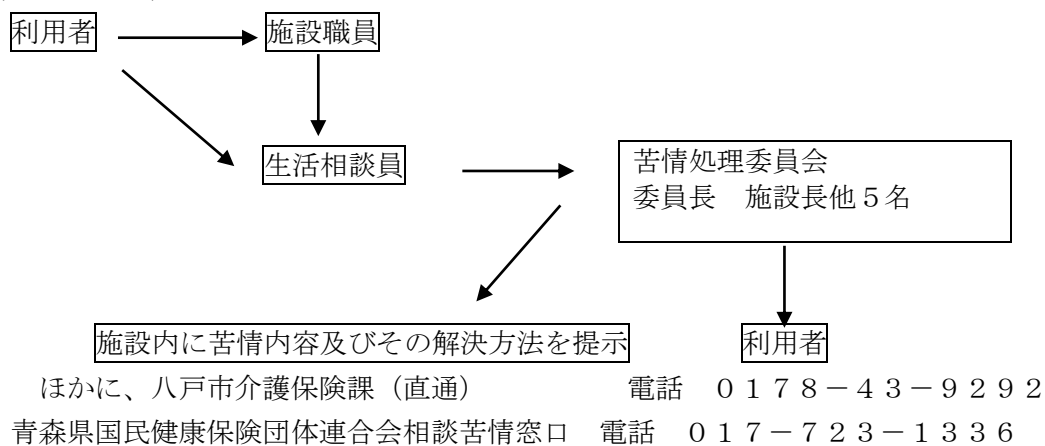 利用者 施設職員
生活相談員
苦情処理委員会
委員長　施設長他５名
施設内に苦情内容及びその解決方法を提示 利用者
ほかに、八戸市介護保険課（直通） 電話　０１７８－４３－９２９２
青森県国民健康保険団体連合会相談苦情窓口　電話　０１７－７２３－１３３６